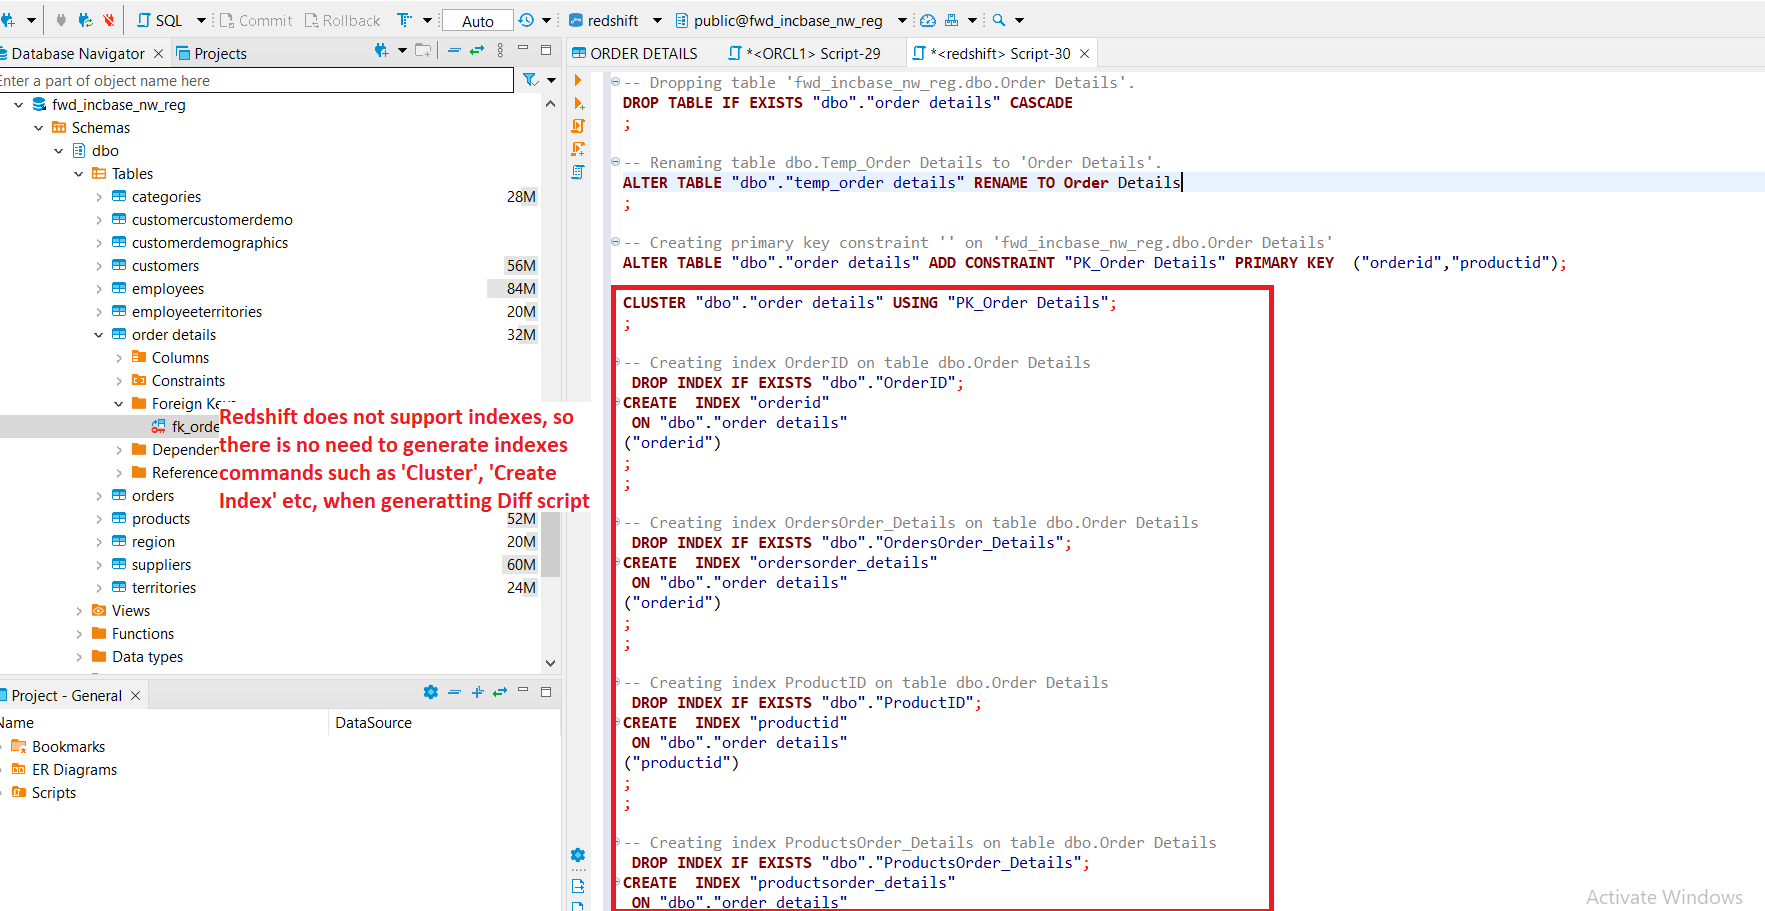 SQL
Commit
Rollback
Auto
redshift
public@fwd_incbase_nw_reg
Database Navigator
Projects
Enter a part of object name here
fwd_incbase_nw_reg
Schemas
dbo
Tables
categories 28M
customercustomerdemo
customerdemographics
customers 56M
employees 84M
employeeterritories 20M
order details 32M
Columns
Constraints
Foreign Keys
fk_orde
Depender
Reference
orders
products 52M
region 20M
suppliers 60M
territories 24M
Views
Functions
Data types
Redshift does not support indexes, so
there is no need to generate indexes
commands such as 'Cluster', 'Create
Index' etc, when generatting Diff script
Project - General
Name DataSource
Bookmarks
ER Diagrams
Scripts
ORDER DETAILS
*<ORCL1> Script-29
*<redshift> Script-30
-- Dropping table 'fwd_incbase_nw_reg.dbo.Order Details'.
DROP TABLE IF EXISTS "dbo"."order details" CASCADE
;
-- Renaming table dbo.Temp_Order Details to 'Order Details'.
ALTER TABLE "dbo"."temp_order details" RENAME TO Order Details
;
-- Creating primary key constraint '' on 'fwd_incbase_nw_reg.dbo.Order Details'
ALTER TABLE "dbo"."order details" ADD CONSTRAINT "PK_Order Details" PRIMARY KEY ("orderid","productid");
CLUSTER "dbo"."order details" USING "PK_Order Details";
;
-- Creating index OrderID on table dbo.Order Details
DROP INDEX IF EXISTS "dbo"."OrderID";
CREATE INDEX "orderid"
ON "dbo"."order details"
("orderid")
;
;
-- Creating index OrdersOrder_Details on table dbo.Order Details
DROP INDEX IF EXISTS "dbo"."OrdersOrder_Details";
CREATE INDEX "ordersorder_details"
ON "dbo"."order details"
("orderid")
;
;
-- Creating index ProductID on table dbo.Order Details
DROP INDEX IF EXISTS "dbo"."ProductID";
CREATE INDEX "productid"
ON "dbo"."order details"
("productid")
;
;
-- Creating index ProductsOrder_Details on table dbo.Order Details
DROP INDEX IF EXISTS "dbo"."ProductsOrder_Details";
CREATE INDEX "productsorder_details"
ON "dbo"."order details"
Activate Windows